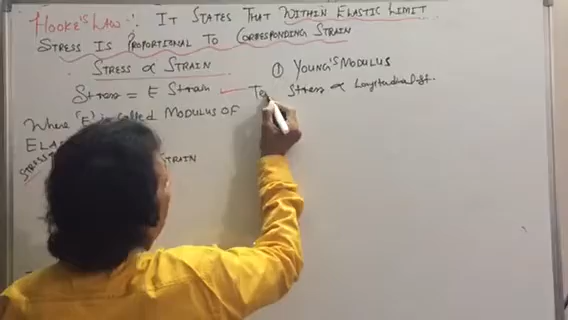 HOOKE'S LAW : IT STATES THAT WITHIN ELASTIC LIMIT
STRESS IS PROPORTIONAL TO CORRESPONDING STRAIN
STRESS ∝ STRAIN
Stress = E Strain
Where 'E' is called MODULUS OF
STRAIN
① YOUNG'S MODULUS
Te Stress ∝ Longitudinal